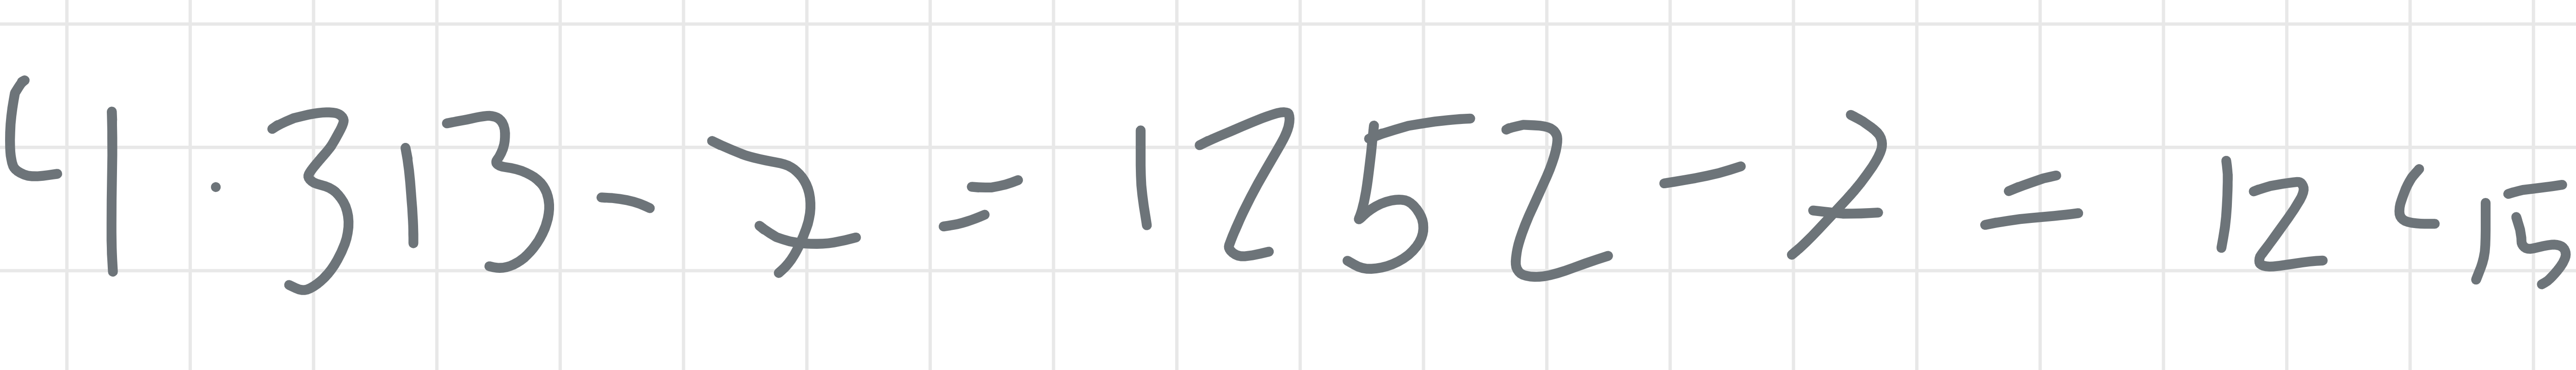 4 · 313 - 7 = 1252 - 7 = 1245